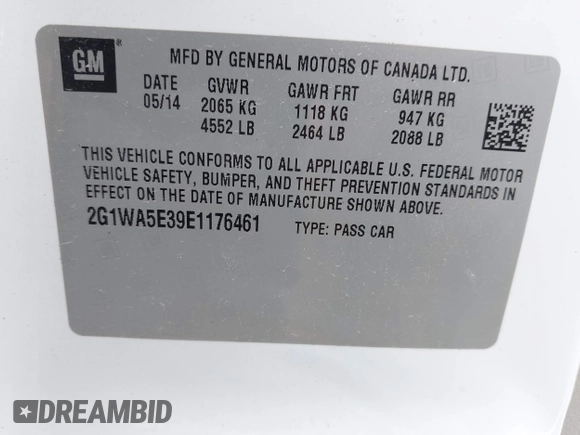 GM
MFD BY GENERAL MOTORS OF CANADA LTD.
DATE GVWR GAWR FRT GAWR RR
05/14 2065 KG 1118 KG 947 KG
4552 LB 2464 LB 2088 LB
THIS VEHICLE CONFORMS TO ALL APPLICABLE U.S. FEDERAL MOTOR
VEHICLE SAFETY, BUMPER, AND THEFT PREVENTION STANDARDS IN
EFFECT ON THE DATE OF MANUFACTURE SHOWN ABOVE.
2G1WA5E39E1176461 TYPE: PASS CAR
DREAMBID